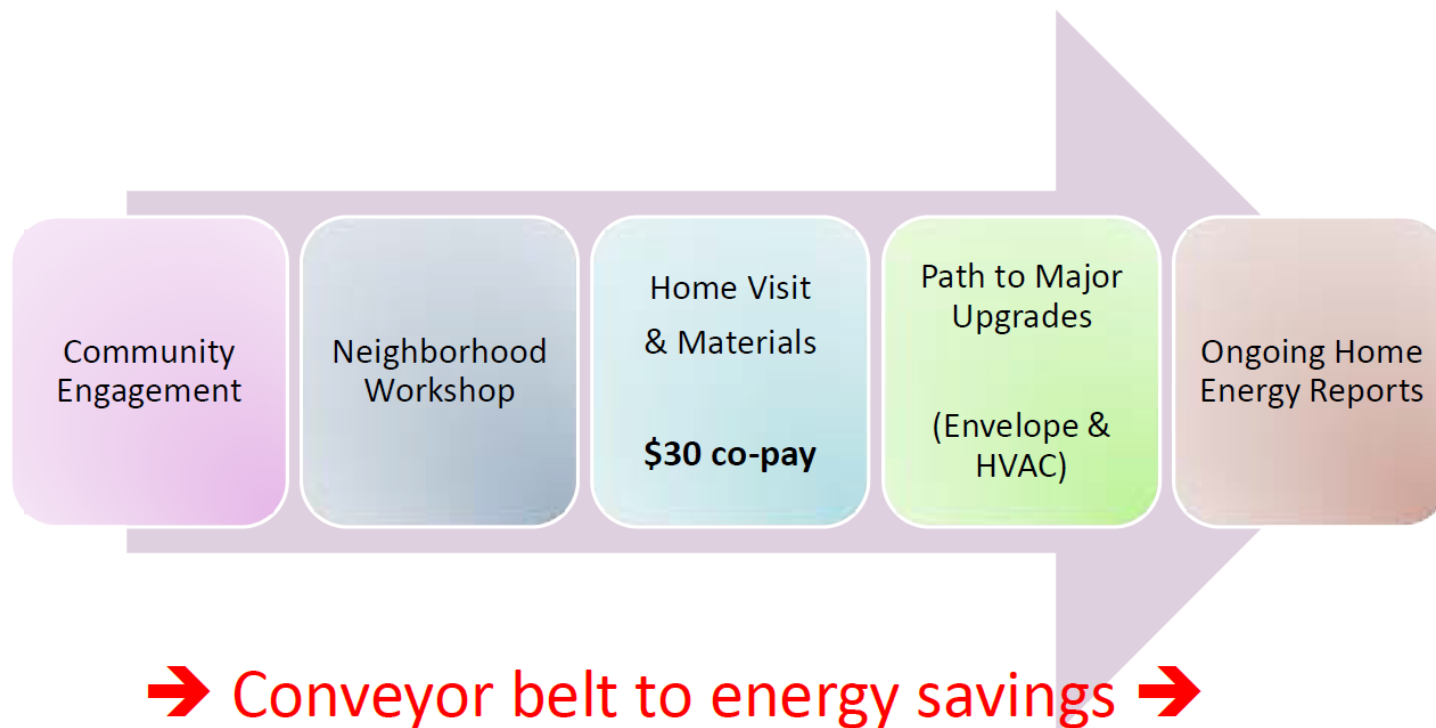 Community
Engagement
Neighborhood
Workshop
Home Visit
& Materials
$30 co-pay
Path to Major
Upgrades
(Envelope &
HVAC)
Ongoing Home
Energy Reports
➔ Conveyor belt to energy savings ➔